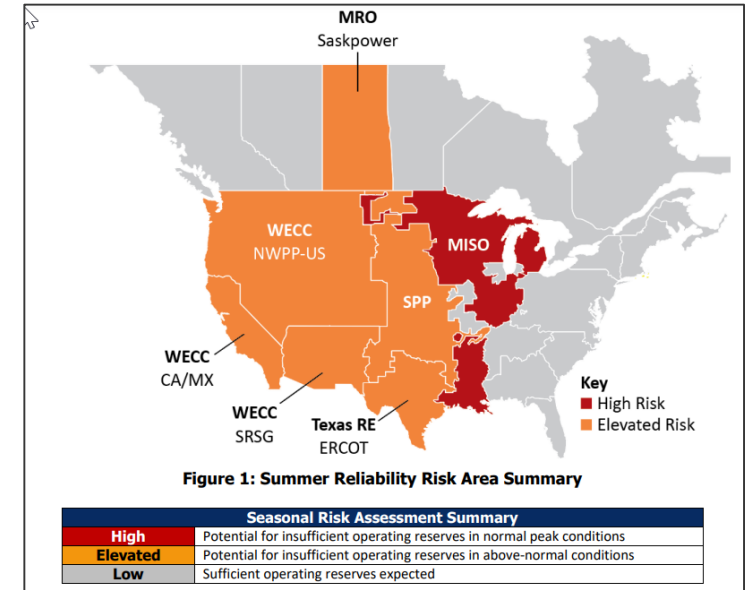 MRO
Saskpower
WECC
NWPP-US
MISO
SPP
WECC
CA/MX
WECC
SRSG
Texas RE
ERCOT
Key
High Risk
Elevated Risk
Figure 1: Summer Reliability Risk Area Summary
Seasonal Risk Assessment Summary
High Potential for insufficient operating reserves in normal peak conditions
Elevated Potential for insufficient operating reserves in above-normal conditions
Low Sufficient operating reserves expected